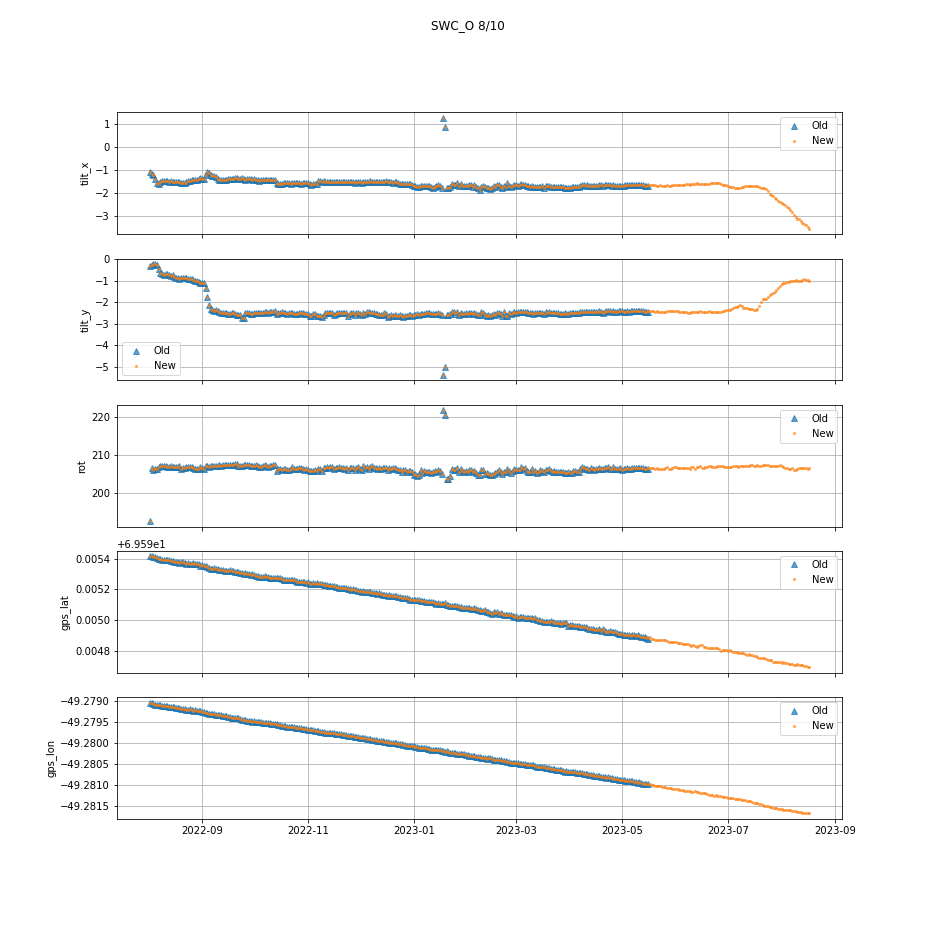 SWC_O 8/10
1
0
−1
−2
−3
tilt_x
Old
New
0
−1
−2
−3
−4
−5
tilt_y
Old
New
220
210
200
rot
Old
New
+6.959e1
0.0054
0.0052
0.0050
0.0048
gps_lat
Old
New
−49.2790
−49.2795
−49.2800
−49.2805
−49.2810
−49.2815
gps_lon
Old
New
2022-09 2022-11 2023-01 2023-03 2023-05 2023-07 2023-09